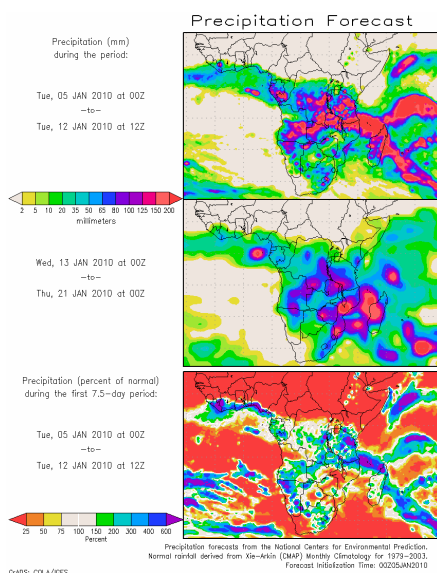 Precipitation Forecast
Precipitation (mm)
during the period:
Tue, 05 JAN 2010 at 00Z
—to—
Tue, 12 JAN 2010 at 12Z
2 5 10 20 35 50 65 80 100 125 150 200
millimeters
Wed, 13 JAN 2010 at 00Z
—to—
Thu, 21 JAN 2010 at 00Z
Precipitation (percent of normal)
during the first 7.5-day period:
Tue, 05 JAN 2010 at 00Z
—to—
Tue, 12 JAN 2010 at 12Z
25 50 75 100 150 200 300 400 600
Percent
Precipitation forecasts from the National Centers for Environmental Prediction.
Normal rainfall derived from Xie-Arkin (CMAP) Monthly Climatology for 1979-2003.
Forecast Initialization Time: 00Z05JAN2010
GrADS: COLA/IGES